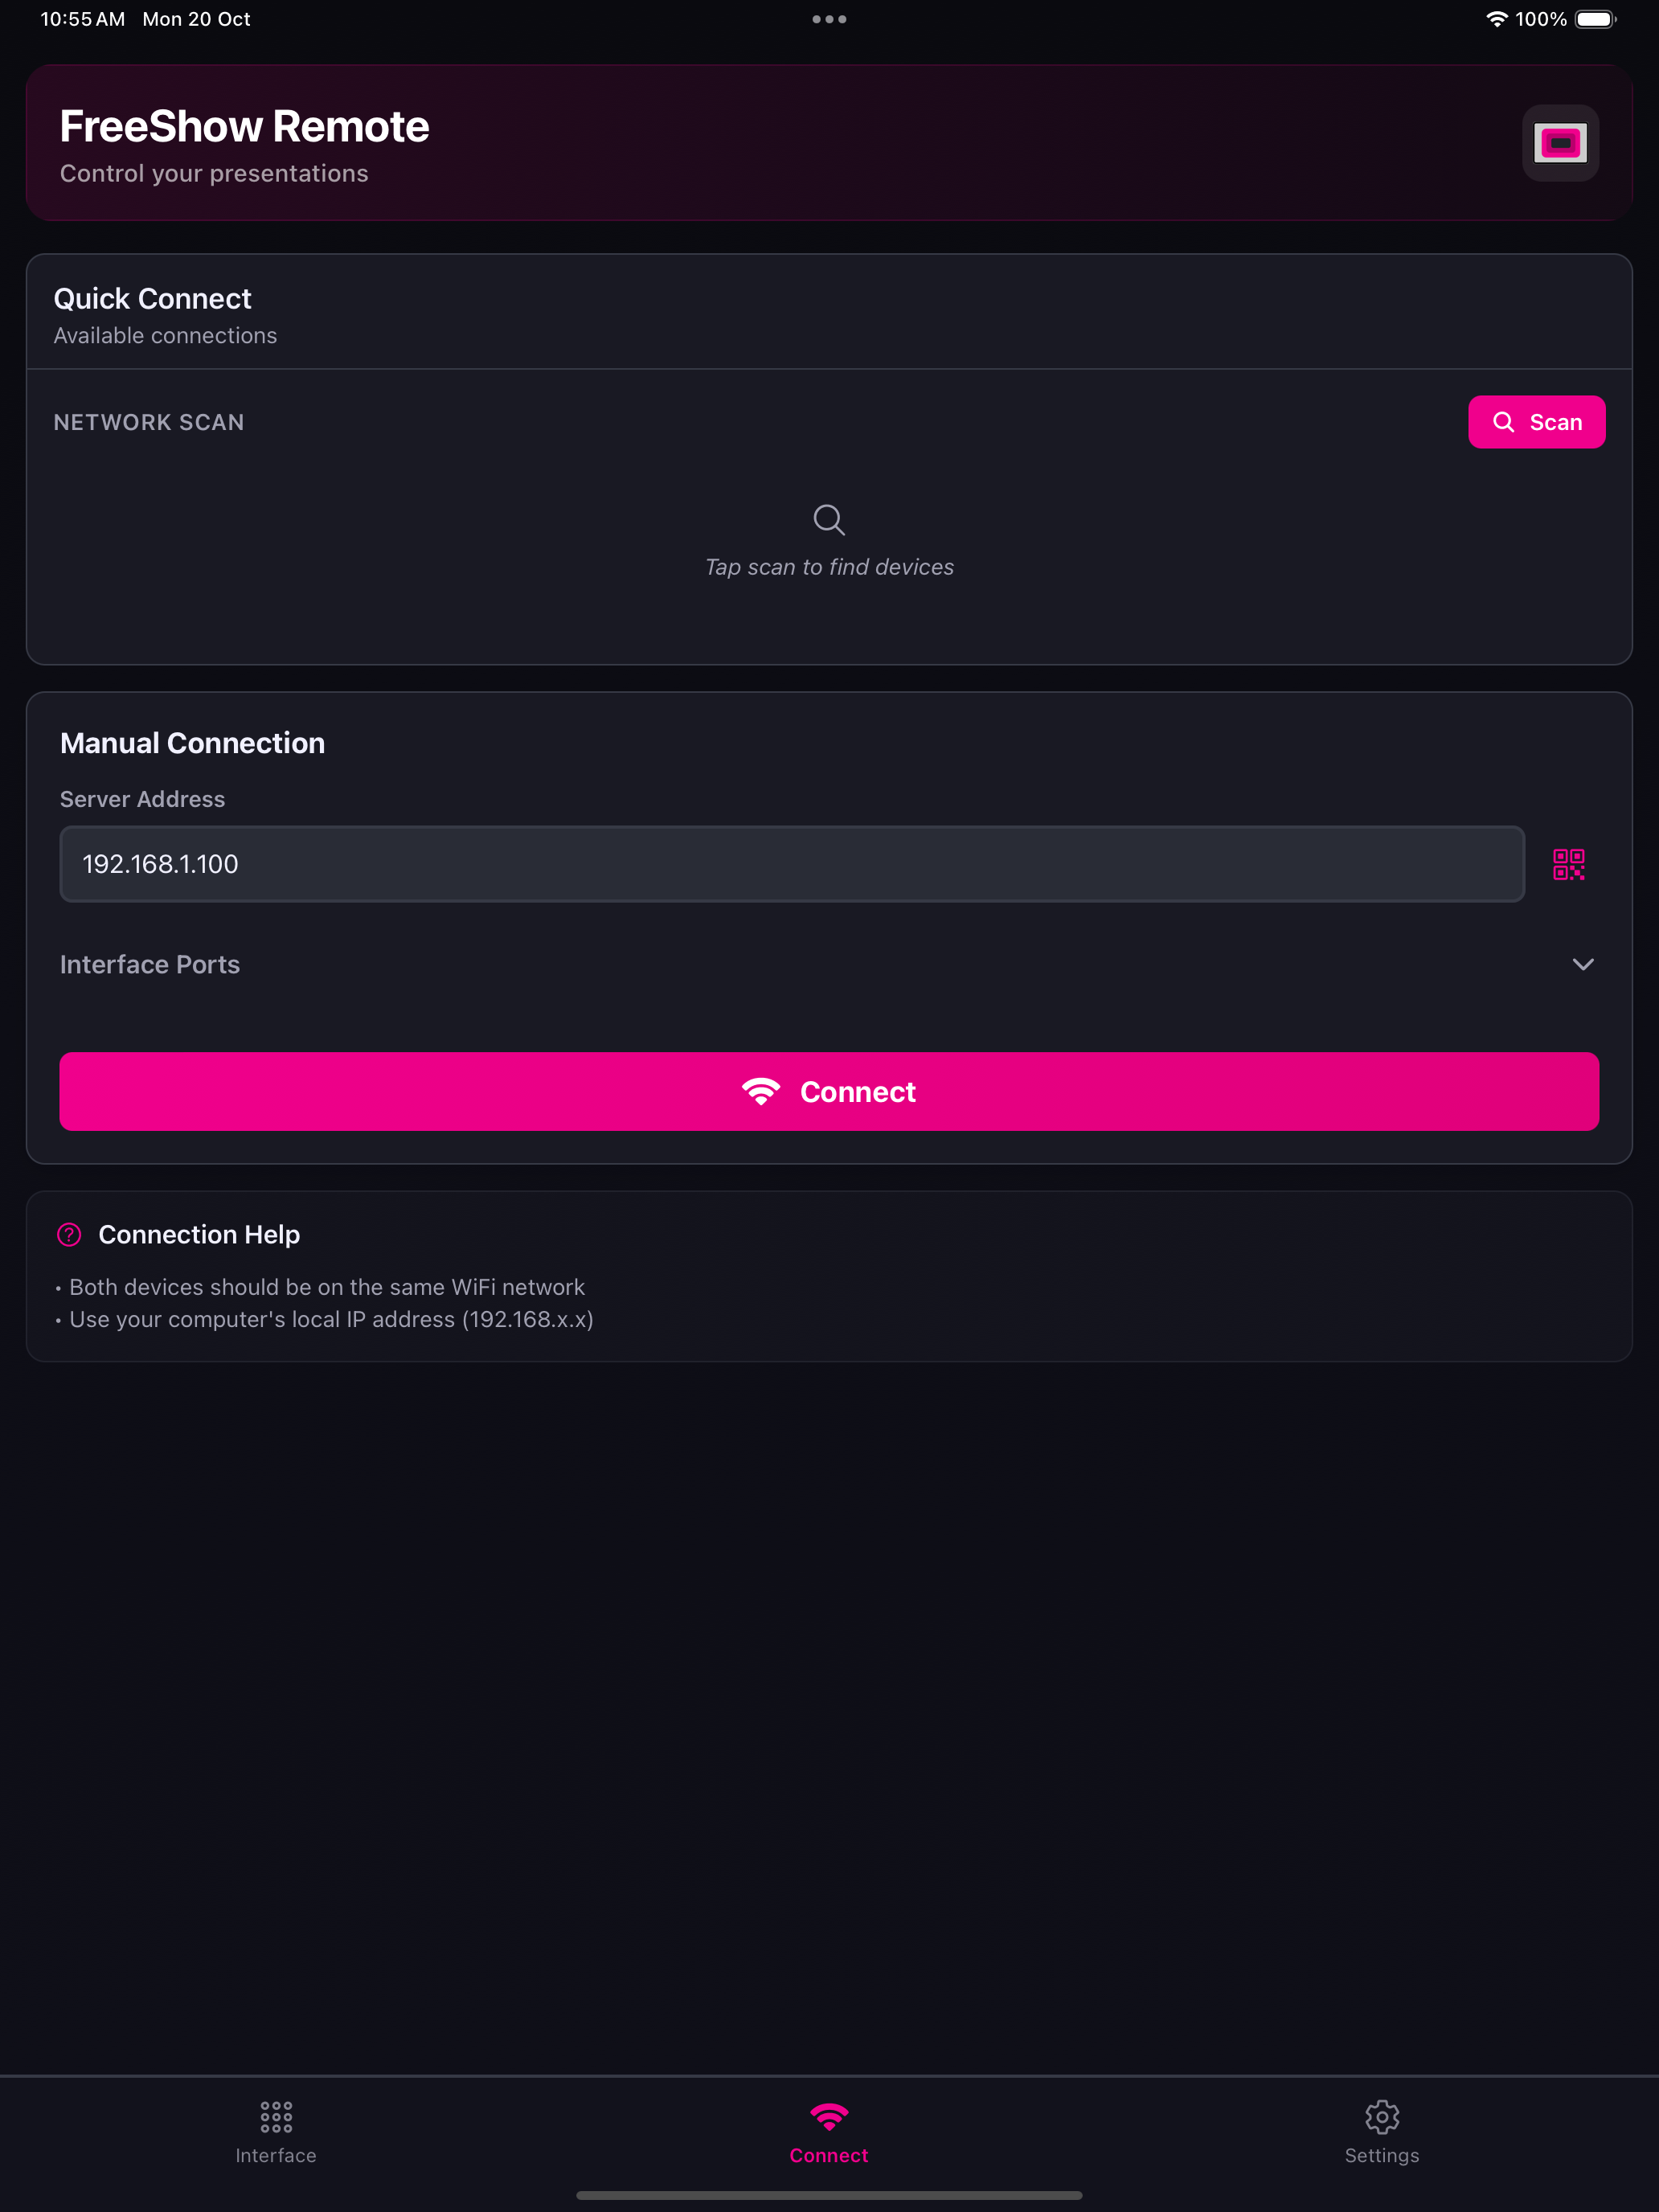 10:55 AM Mon 20 Oct
100%
FreeShow Remote
Control your presentations
Quick Connect
Available connections
NETWORK SCAN
Scan
Tap scan to find devices
Manual Connection
Server Address
192.168.1.100
Interface Ports
Connect
Connection Help
• Both devices should be on the same WiFi network
• Use your computer's local IP address (192.168.x.x)
Interface
Connect
Settings